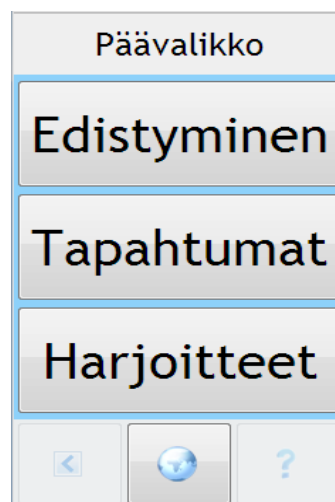 Päävalikko
Edistyminen
Tapahtumat
Harjoitteet
?